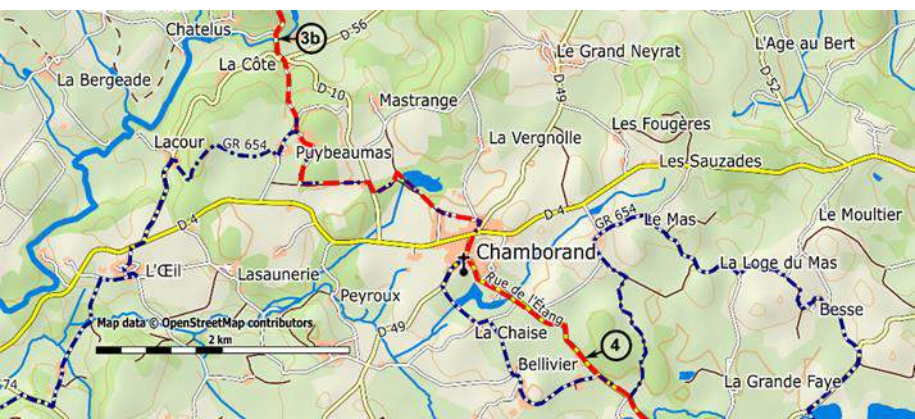 Chatelus
3b
D-56
La Côte
La Bergeade
D-10
Mastrange
Le Grand Neyrat
D-49
L'Age au Bert
D-52
Lacour
GR 654
Puybeaumas
La Vergnolle
Les Fougères
Les Sauzades
D-4
D-4
GR 654
Le Mas
Le Moultier
Chamborand
L'Œil
Lasaunerie
Peyroux
Rue de l'Étang
La Loge du Mas
Besse
Map data © OpenStreetMap contributors
2 km
D-49
La Chaise
4
Bellivier
La Grande Faye
674